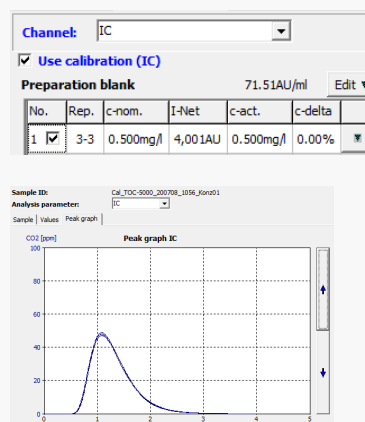 Channel: IC
Use calibration (IC)
Preparation blank 71.51AU/ml Edit
No. Rep. c-nom. I-Net c-act. c-delta
1 3-3 0.500mg/l 4,001AU 0.500mg/l 0.00%
Sample ID: Cal_TOC-5000_200708_1056_Konz01
Analysis parameter: IC
Sample Values Peak graph
CO2 [ppm] Peak graph IC
100
80
60
40
20
0
0 1 2 3 4 5